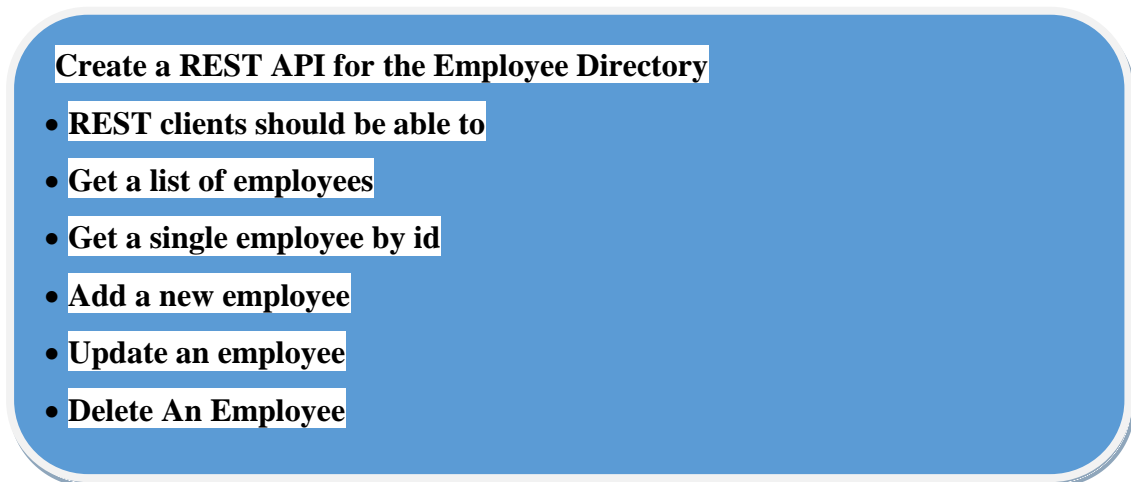 Create a REST API for the Employee Directory
• REST clients should be able to
• Get a list of employees
• Get a single employee by id
• Add a new employee
• Update an employee
• Delete An Employee